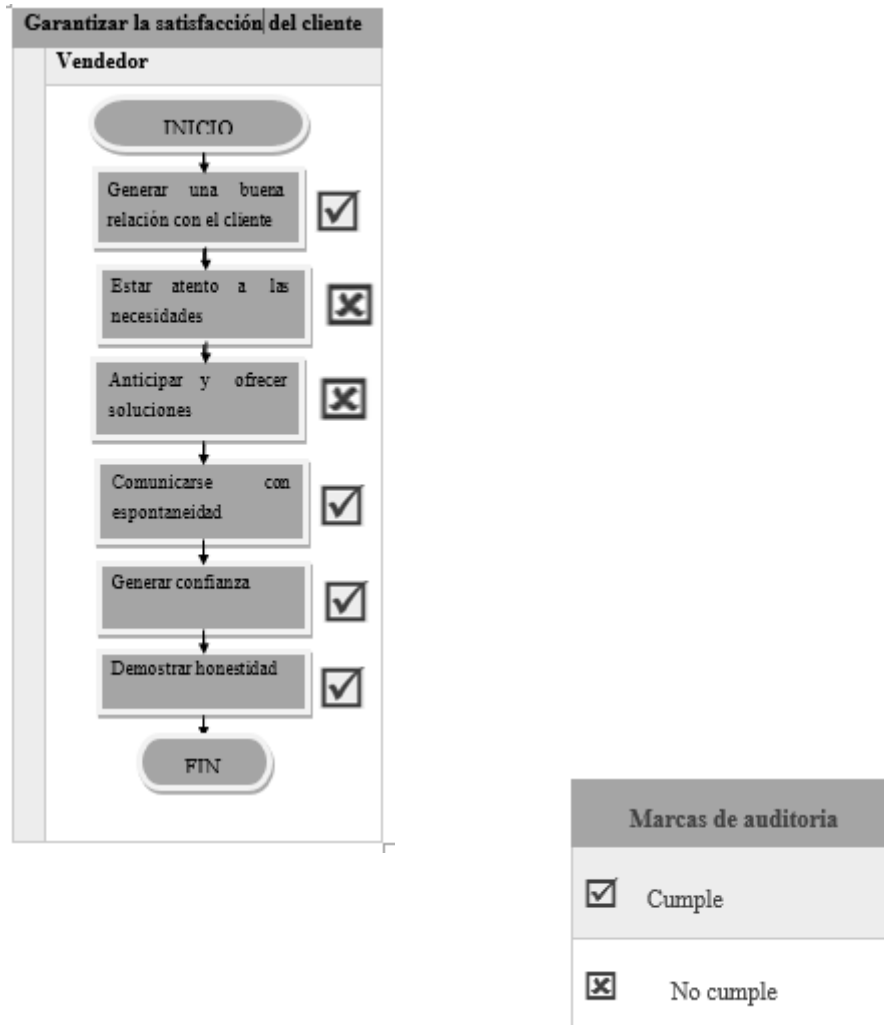 Garantizar la satisfacción del cliente
Vendedor
INICIO
Generar una buena
relación con el cliente
Estar atento a las
necesidades
Anticipar y ofrecer
soluciones
Comunicarse con
espontaneidad
Generar confianza
Demostrar honestidad
FIN
Marcas de auditoria
Cumple
No cumple